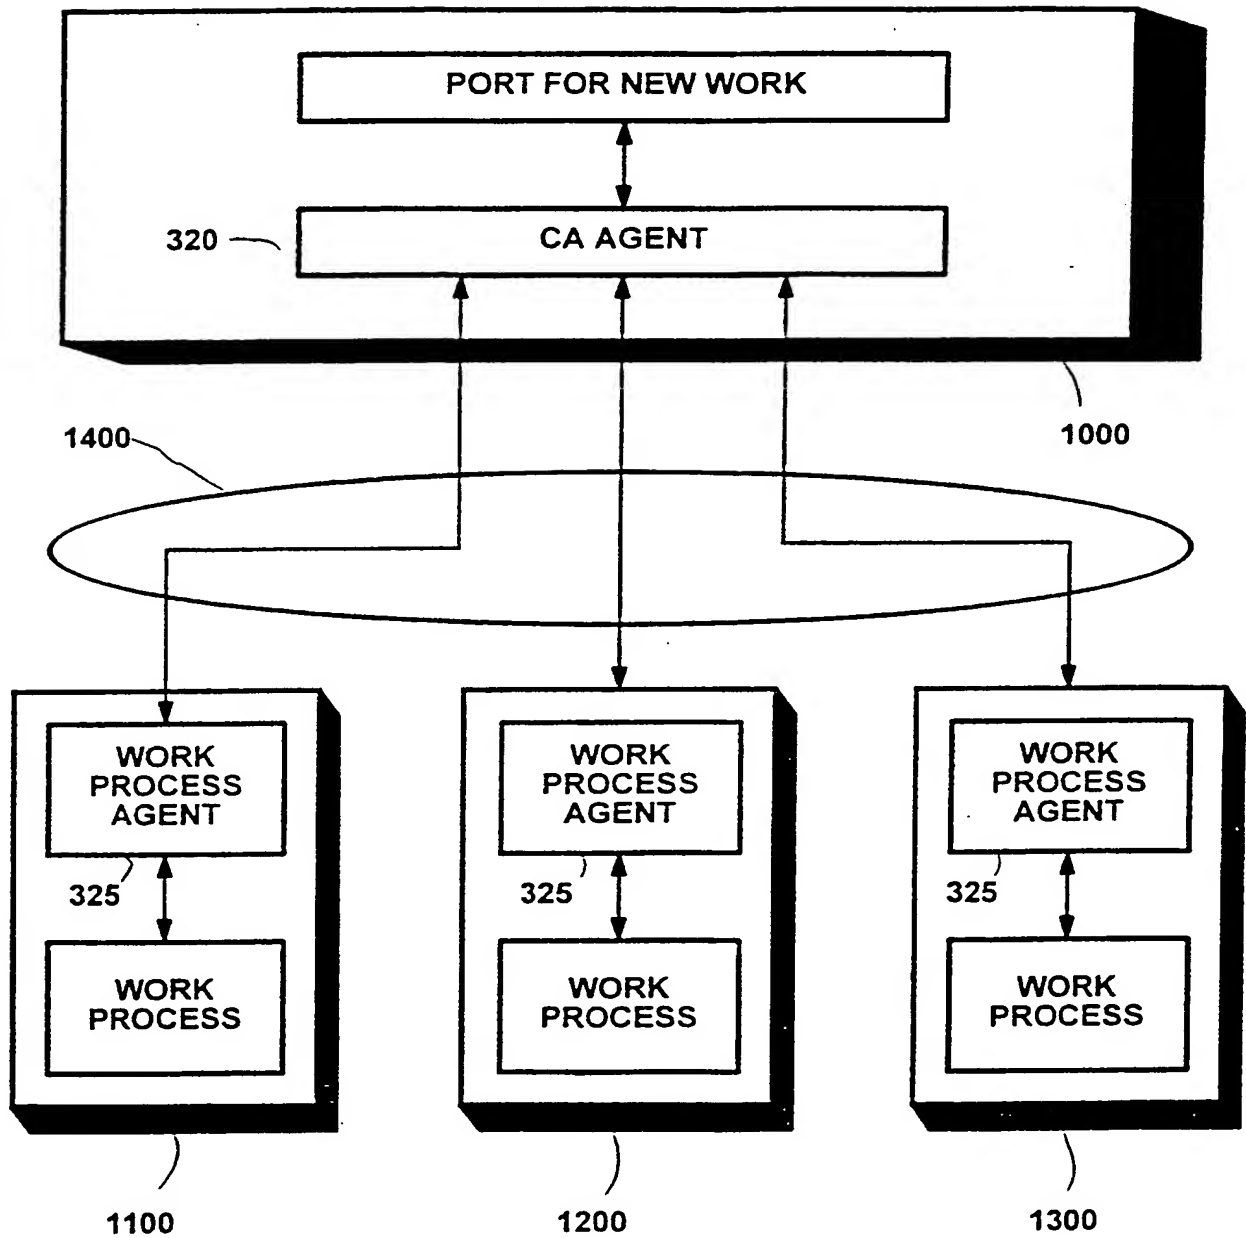 PORT FOR NEW WORK
320
CA AGENT
1000
1400
WORK
PROCESS
AGENT
325
WORK
PROCESS
1100
WORK
PROCESS
AGENT
325
WORK
PROCESS
1200
WORK
PROCESS
AGENT
325
WORK
PROCESS
1300